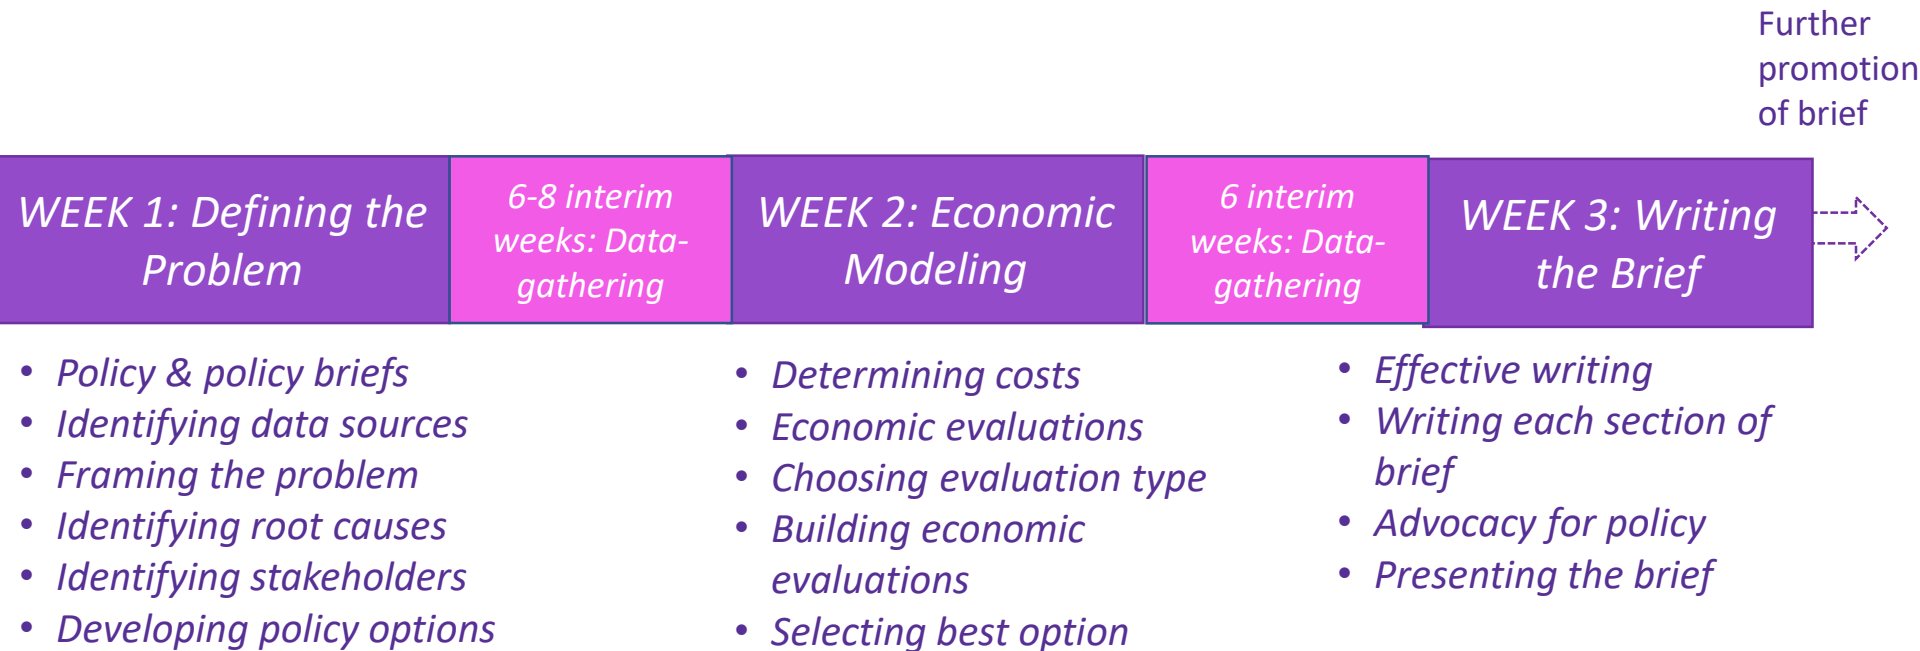 Further
promotion
of brief
WEEK 1: Defining the
Problem
6-8 interim
weeks: Data-
gathering
WEEK 2: Economic
Modeling
6 interim
weeks: Data-
gathering
WEEK 3: Writing
the Brief
• Policy & policy briefs
• Identifying data sources
• Framing the problem
• Identifying root causes
• Identifying stakeholders
• Developing policy options
• Determining costs
• Economic evaluations
• Choosing evaluation type
• Building economic
evaluations
• Selecting best option
• Effective writing
• Writing each section of
brief
• Advocacy for policy
• Presenting the brief